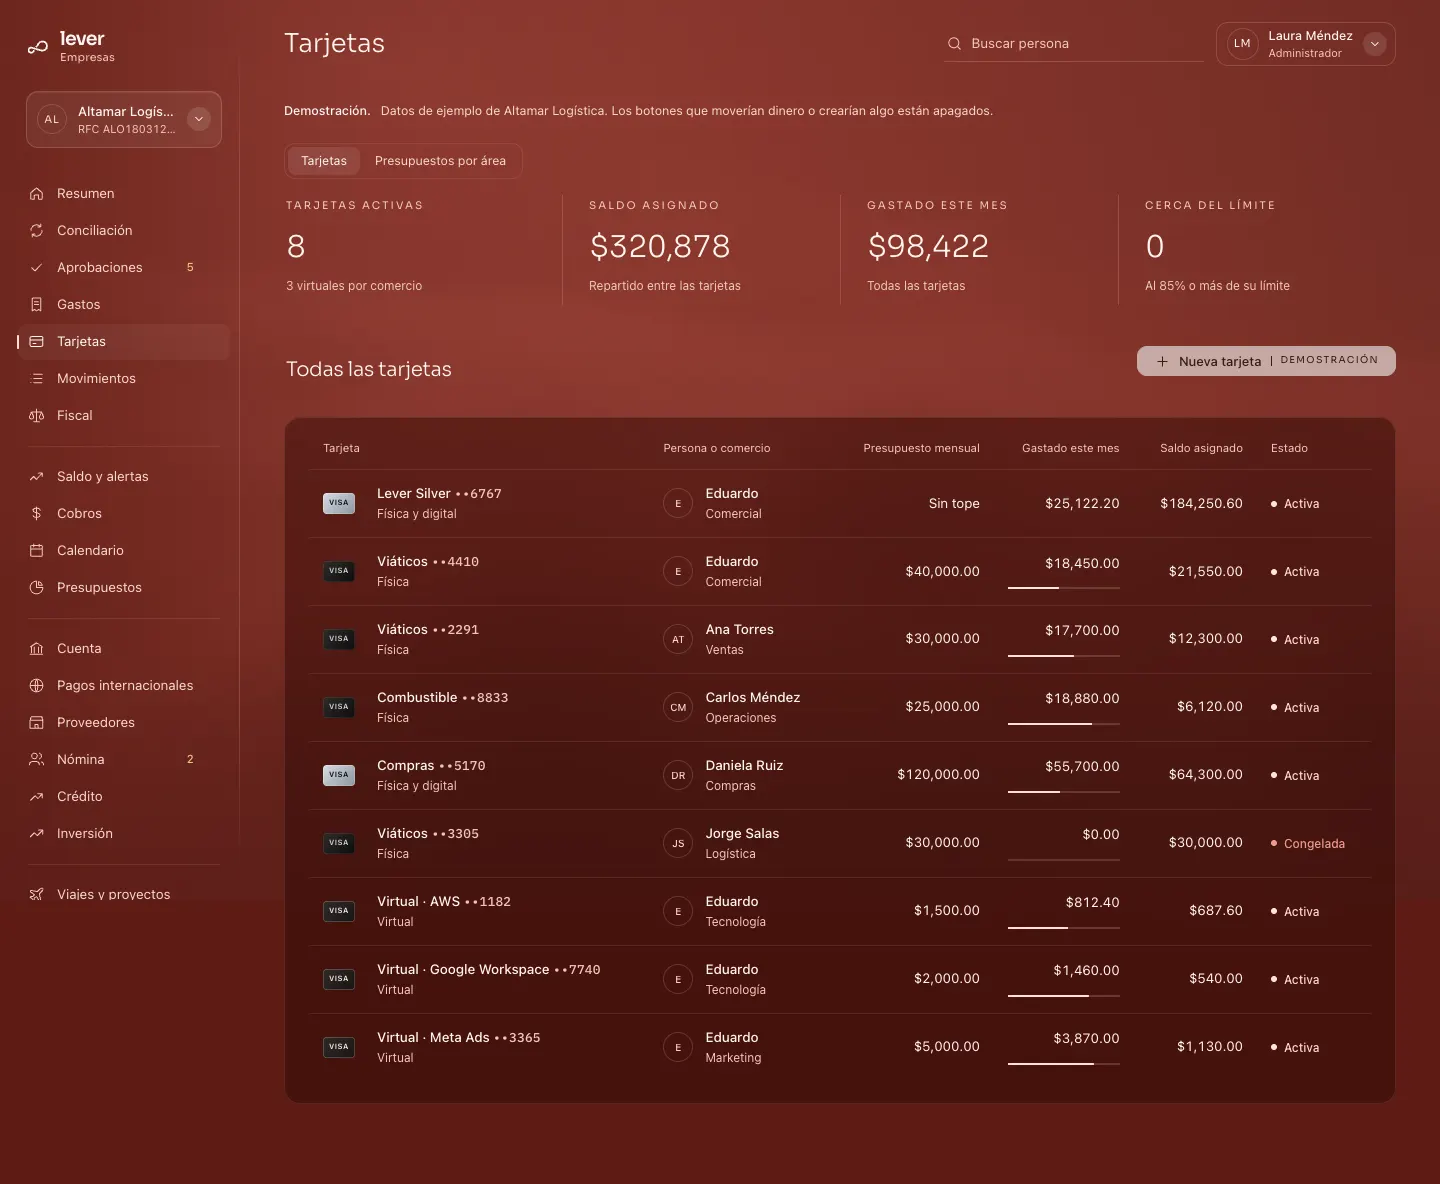 lever
Empresas
AL
Altamar Logís...
RFC ALO180312...
Resumen
Conciliación
Aprobaciones 5
Gastos
Tarjetas
Movimientos
Fiscal
Saldo y alertas
Cobros
Calendario
Presupuestos
Cuenta
Pagos internacionales
Proveedores
Nómina 2
Crédito
Inversión
Viajes y proyectos
Tarjetas
Buscar persona
LM
Laura Méndez
Administrador
Demostración. Datos de ejemplo de Altamar Logística. Los botones que moverían dinero o crearían algo están apagados.
Tarjetas Presupuestos por área
TARJETAS ACTIVAS
8
3 virtuales por comercio
SALDO ASIGNADO
$320,878
Repartido entre las tarjetas
GASTADO ESTE MES
$98,422
Todas las tarjetas
CERCA DEL LÍMITE
0
Al 85% o más de su límite
Todas las tarjetas
+ Nueva tarjeta | DEMOSTRACIÓN
Tarjeta Persona o comercio Presupuesto mensual Gastado este mes Saldo asignado Estado
VISA Lever Silver ••6767 E Eduardo Sin tope $25,122.20 $184,250.60 Activa
Física y digital Comercial
VISA Viáticos ••4410 E Eduardo $40,000.00 $18,450.00 $21,550.00 Activa
Física Comercial
VISA Viáticos ••2291 AT Ana Torres $30,000.00 $17,700.00 $12,300.00 Activa
Física Ventas
VISA Combustible ••8833 CM Carlos Méndez $25,000.00 $18,880.00 $6,120.00 Activa
Física Operaciones
VISA Compras ••5170 DR Daniela Ruiz $120,000.00 $55,700.00 $64,300.00 Activa
Física y digital Compras
VISA Viáticos ••3305 JS Jorge Salas $30,000.00 $0.00 $30,000.00 Congelada
Física Logística
VISA Virtual · AWS ••1182 E Eduardo $1,500.00 $812.40 $687.60 Activa
Virtual Tecnología
VISA Virtual · Google Workspace ••7740 E Eduardo $2,000.00 $1,460.00 $540.00 Activa
Virtual Tecnología
VISA Virtual · Meta Ads ••3365 E Eduardo $5,000.00 $3,870.00 $1,130.00 Activa
Virtual Marketing